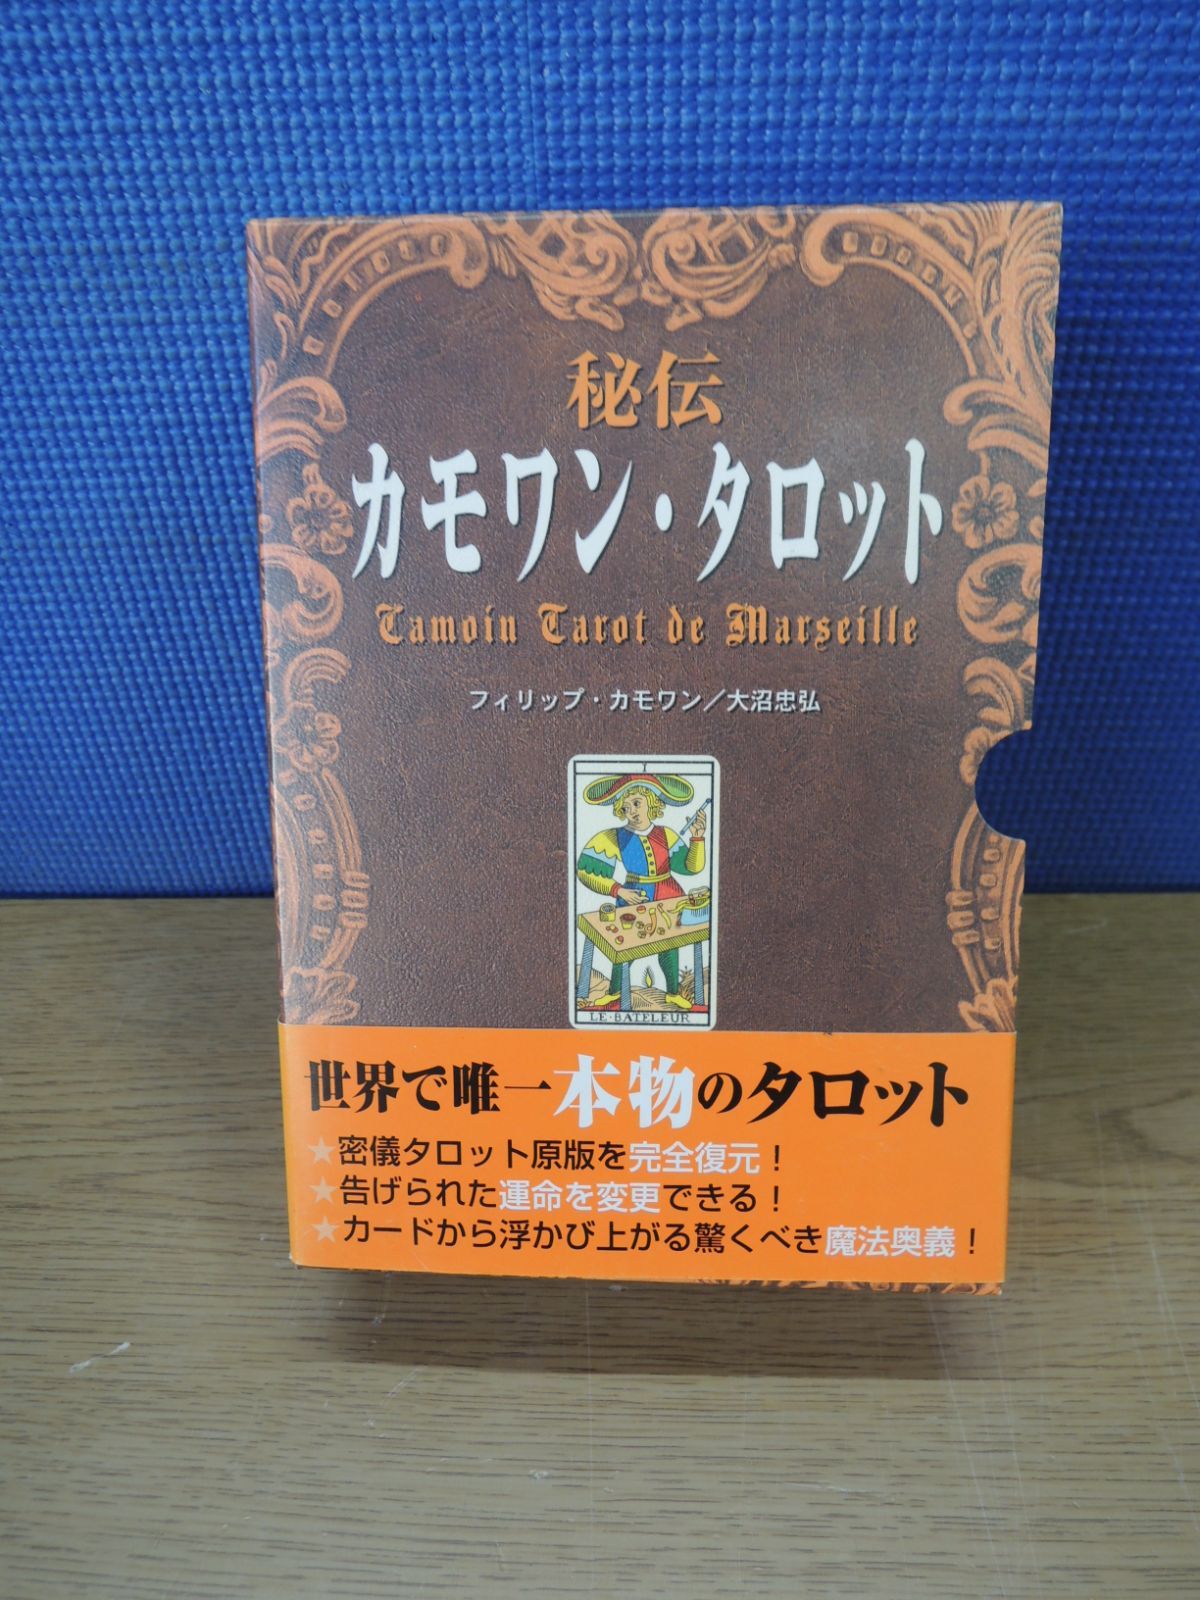 秘伝
カモワン・タロット
Camoin Tarot de Marseille
フィリップ・カモワン／大沼忠弘
I
LE·BATELEUR
世界で唯一本物のタロット
★密儀タロット原版を完全復元！
★告げられた運命を変更できる！
★カードから浮かび上がる驚くべき魔法奥義！